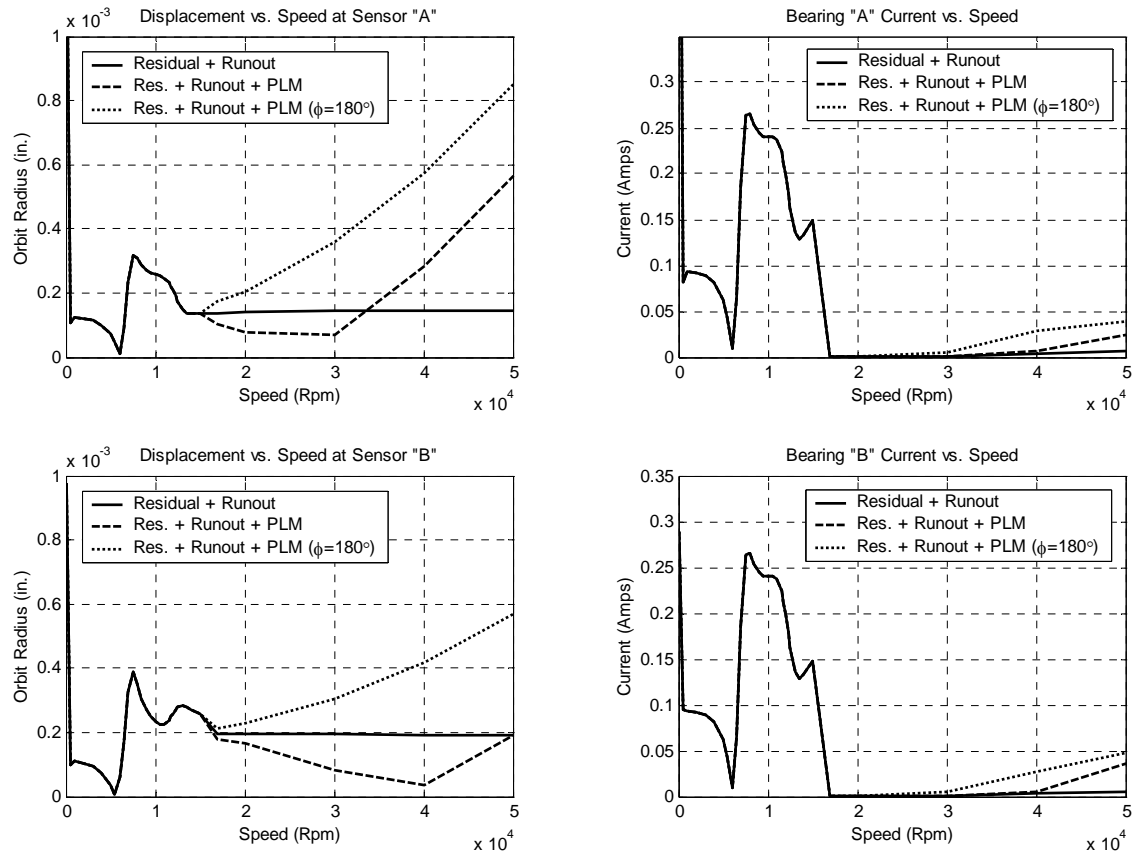 x 10-3
Displacement vs. Speed at Sensor "A"
Residual + Runout
Res. + Runout + PLM
Res. + Runout + PLM (ϕ=180°)
Orbit Radius (in.)
1
0.8
0.6
0.4
0.2
0
0 1 2 3 4 5
Speed (Rpm)
x 10 4
Bearing "A" Current vs. Speed
Residual + Runout
Res. + Runout + PLM
Res. + Runout + PLM (ϕ=180°)
Current (Amps)
0.3
0.25
0.2
0.15
0.1
0.05
0
0 1 2 3 4 5
Speed (Rpm)
x 10 4
x 10-3
Displacement vs. Speed at Sensor "B"
Residual + Runout
Res. + Runout + PLM
Res. + Runout + PLM (ϕ=180°)
Orbit Radius (in.)
1
0.8
0.6
0.4
0.2
0
0 1 2 3 4 5
Speed (Rpm)
x 10 4
Bearing "B" Current vs. Speed
Residual + Runout
Res. + Runout + PLM
Res. + Runout + PLM (ϕ=180°)
Current (Amps)
0.35
0.3
0.25
0.2
0.15
0.1
0.05
0
0 1 2 3 4 5
Speed (Rpm)
x 10 4